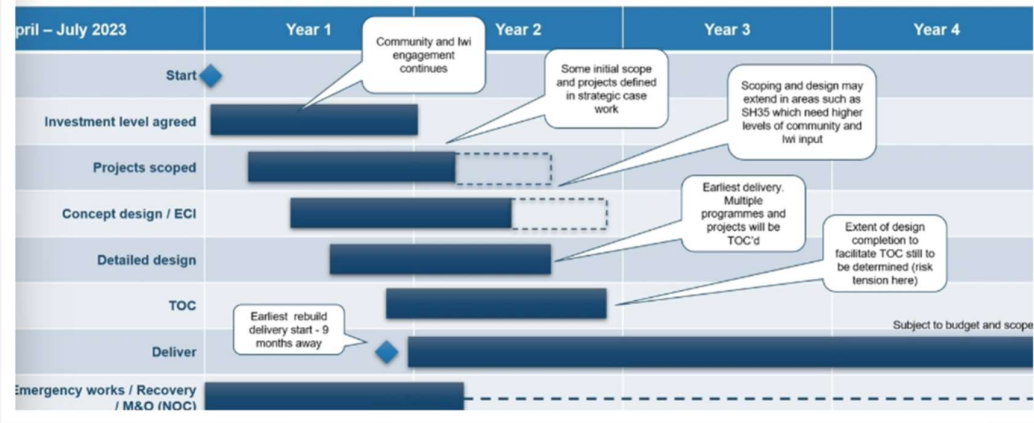 pril – July 2023
Year 1
Year 2
Year 3
Year 4
Start
Community and Iwi
engagement
continues
Some initial scope
and projects defined
in strategic case
work
Scoping and design may
extend in areas such as
SH35 which need higher
levels of community and
Iwi input
Investment level agreed
Projects scoped
Concept design / ECI
Earliest delivery.
Multiple
programmes and
projects will be
TOC'd
Extent of design
completion to
facilitate TOC still to
be determined (risk
tension here)
Detailed design
TOC
Earliest rebuild
delivery start - 9
months away
Subject to budget and scope
Deliver
Emergency works / Recovery
/ M&O (NOC)